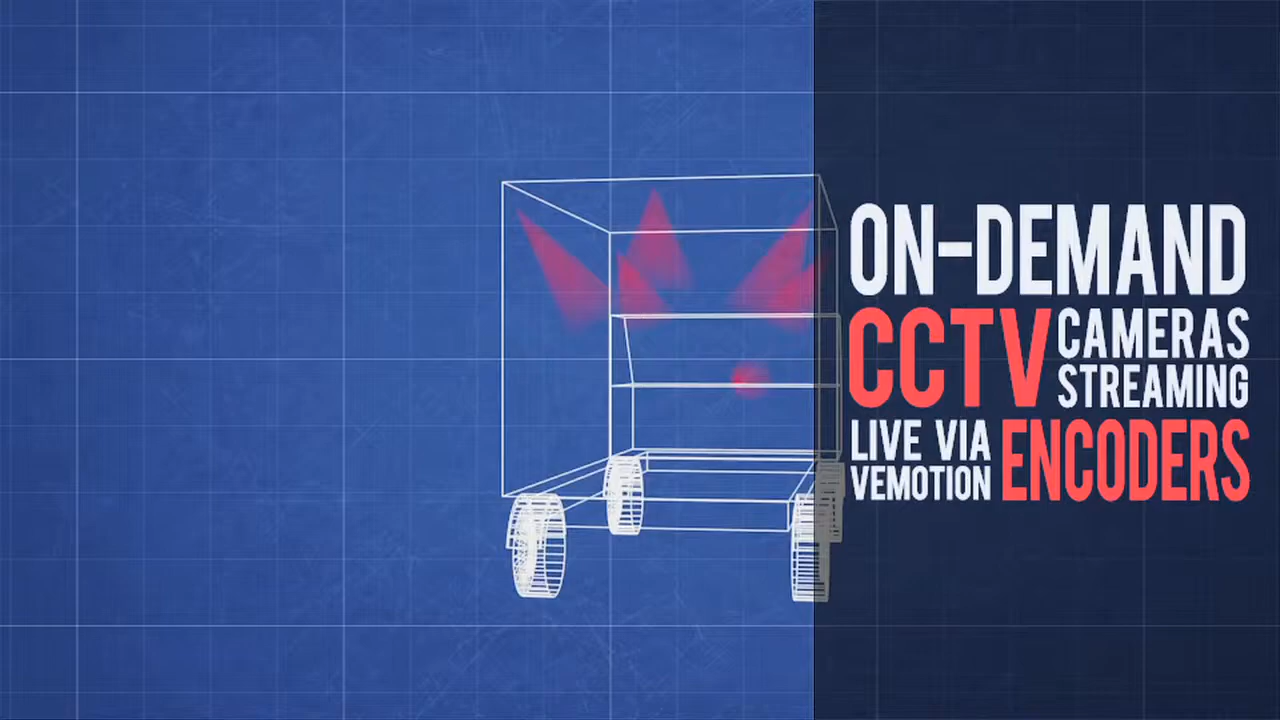 ON-DEMAND
CCTV CAMERAS
STREAMING
LIVE VIA
VEMOTION ENCODERS